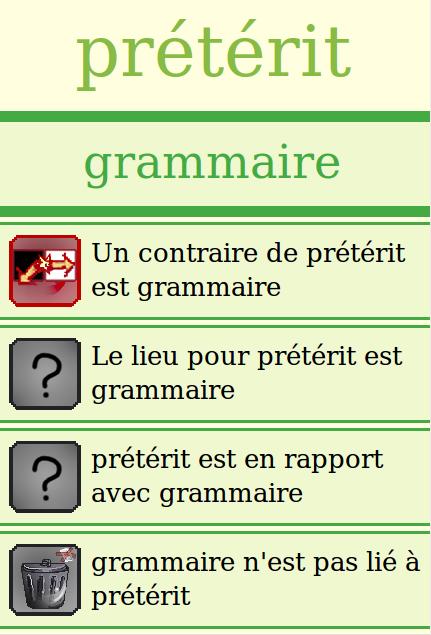 prétérit
grammaire
Un contraire de prétérit
est grammaire
Le lieu pour prétérit est
grammaire
prétérit est en rapport
avec grammaire
grammaire n'est pas lié à
prétérit